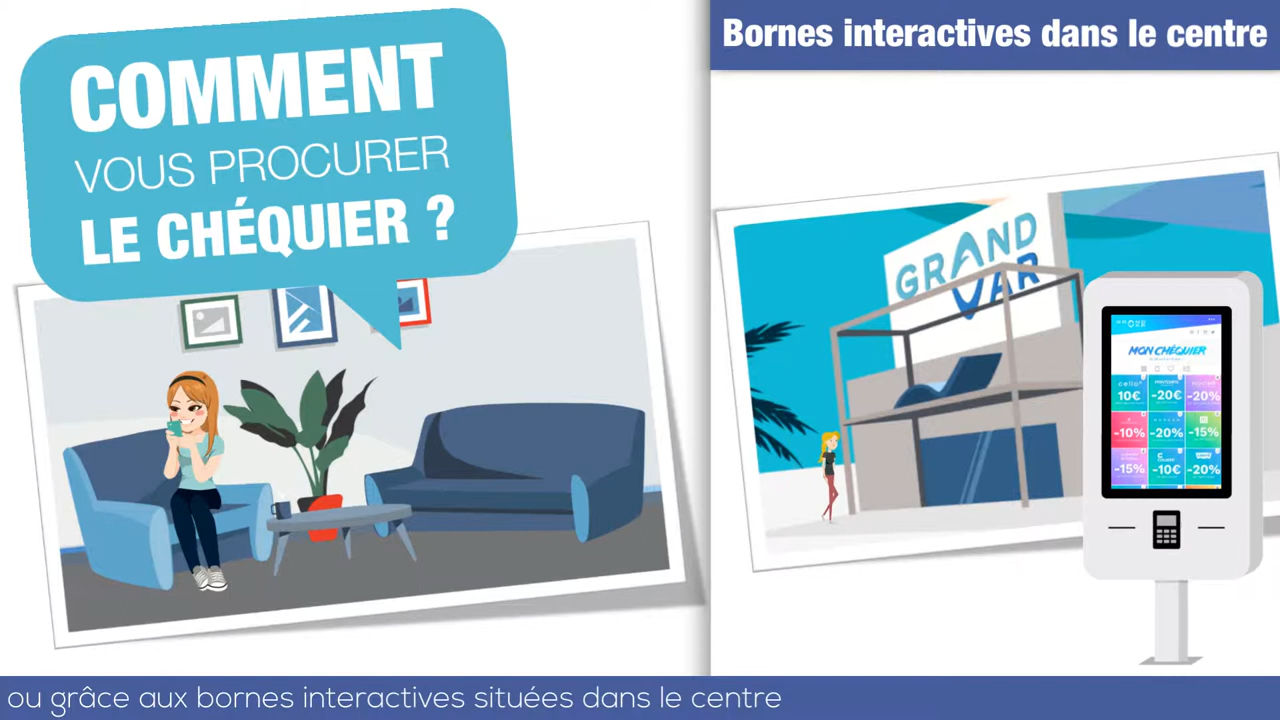 COMMENT
VOUS PROCURER
LE CHÉQUIER ?
Bornes interactives dans le centre
GRAND
VAR
MON CHÉQUIER
cello*
10€
-20€
-20%
-10%
-20%
-15%
-15%
-10€
-20%
ou grâce aux bornes interactives situées dans le centre